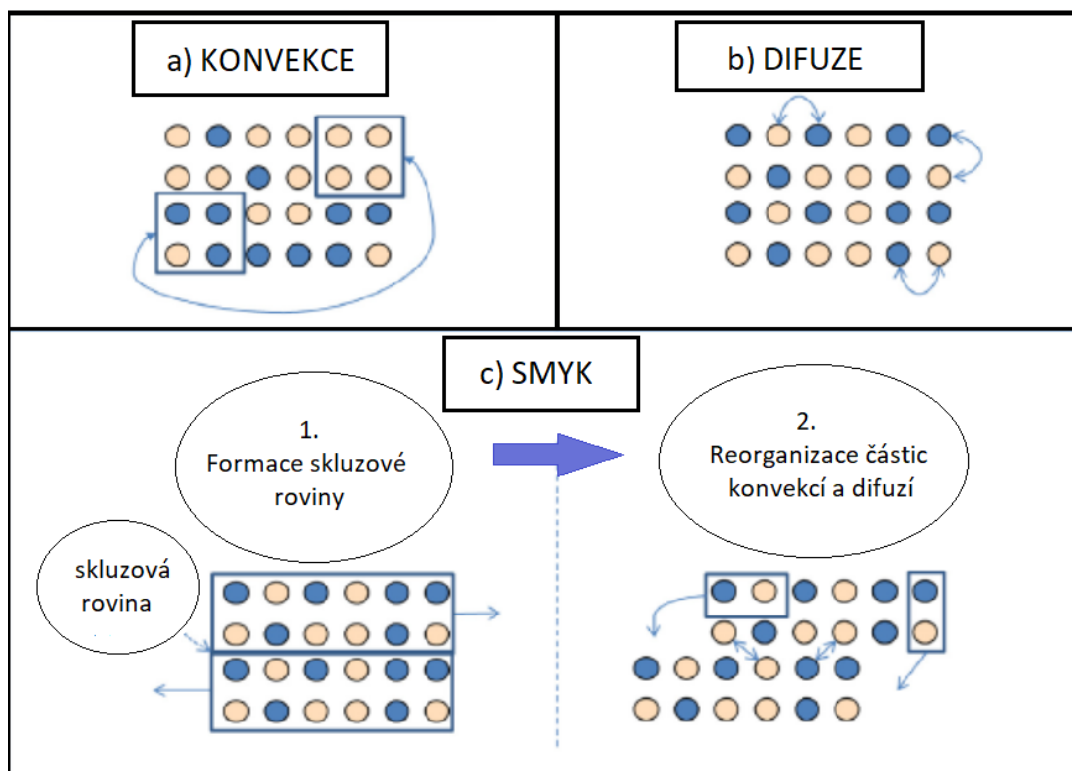 a) KONVEKCE
b) DIFUZE
c) SMYK
1.
Formace skluzové
roviny
2.
Reorganizace částic
konvekcí a difuzí
skluzová
rovina